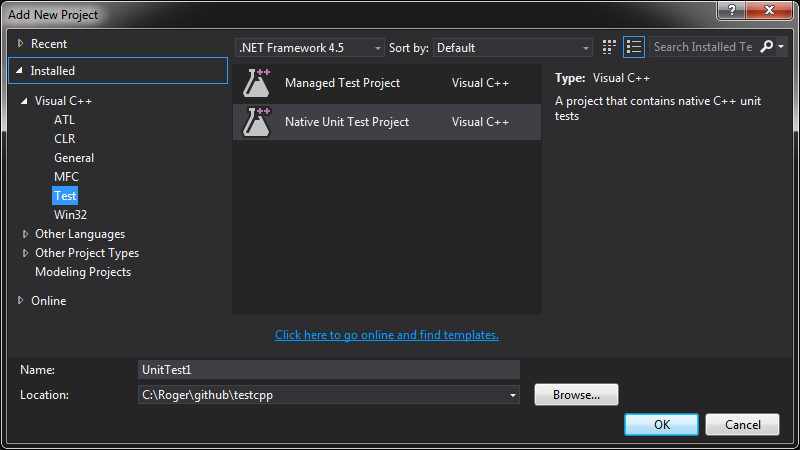 Add New Project
Recent
.NET Framework 4.5 Sort by: Default Search Installed Te
Installed
Visual C++
ATL
CLR
General
MFC
Test
Win32
Other Languages
Other Project Types
Modeling Projects
Online
Managed Test Project Visual C++
Native Unit Test Project Visual C++
Type: Visual C++
A project that contains native C++ unit
tests
Click here to go online and find templates.
Name: UnitTest1
Location: C:\Roger\github\testcpp Browse...
OK Cancel